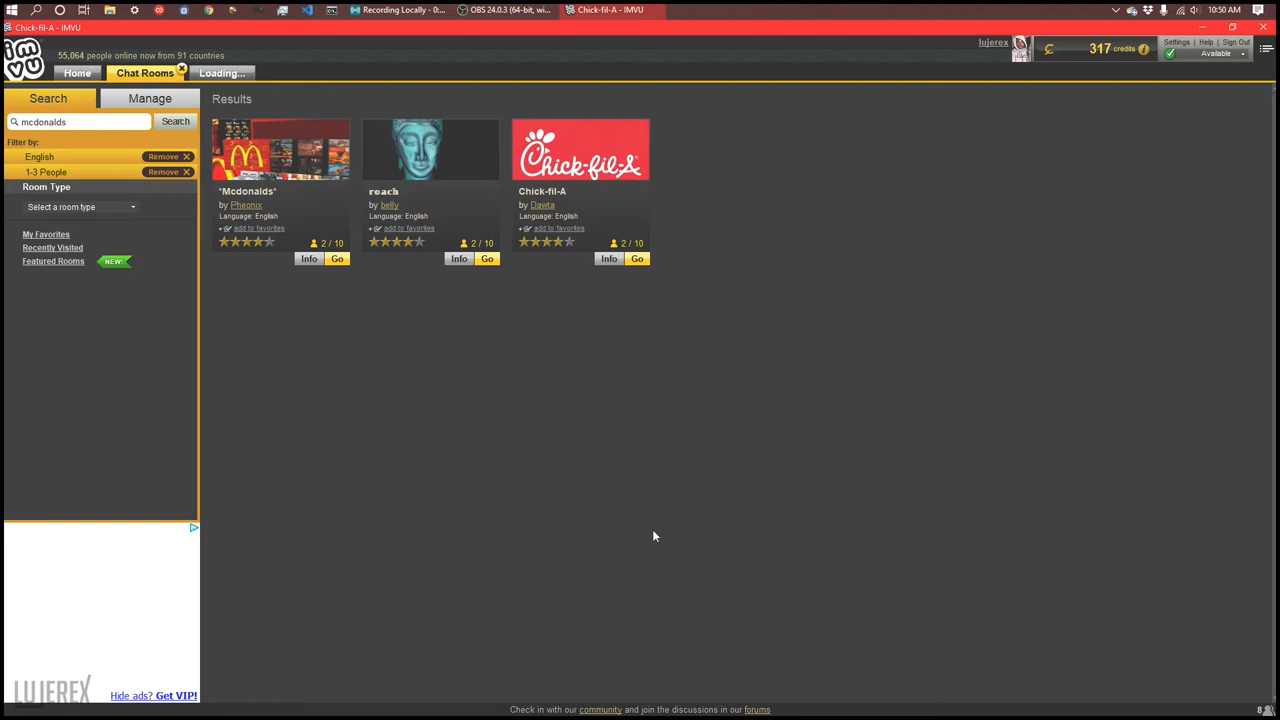 Recording Locally - 0:...
OBS 24.0.3 (64-bit, wi...
Chick-fil-A - IMVU
10:50 AM
Chick-fil-A - IMVU
imvu
55,064 people online now from 91 countries
lujerex
317 credits
Settings | Help | Sign Out
Available
Home
Chat Rooms
Loading...
Search
Manage
Results
mcdonalds
Search
Filter by:
English
Remove X
1-3 People
Remove X
Room Type
Select a room type
My Favorites
Recently Visited
Featured Rooms
NEW!
*Mcdonalds*
by Pheonix
Language: English
+ add to favorites
2 / 10
Info
Go
reach
by belly
Language: English
+ add to favorites
2 / 10
Info
Go
Chick-fil-A
Chick-fil-A
by Dawta
Language: English
+ add to favorites
2 / 10
Info
Go
LUJEREX
Hide ads? Get VIP!
Check in with our community and join the discussions in our forums
8